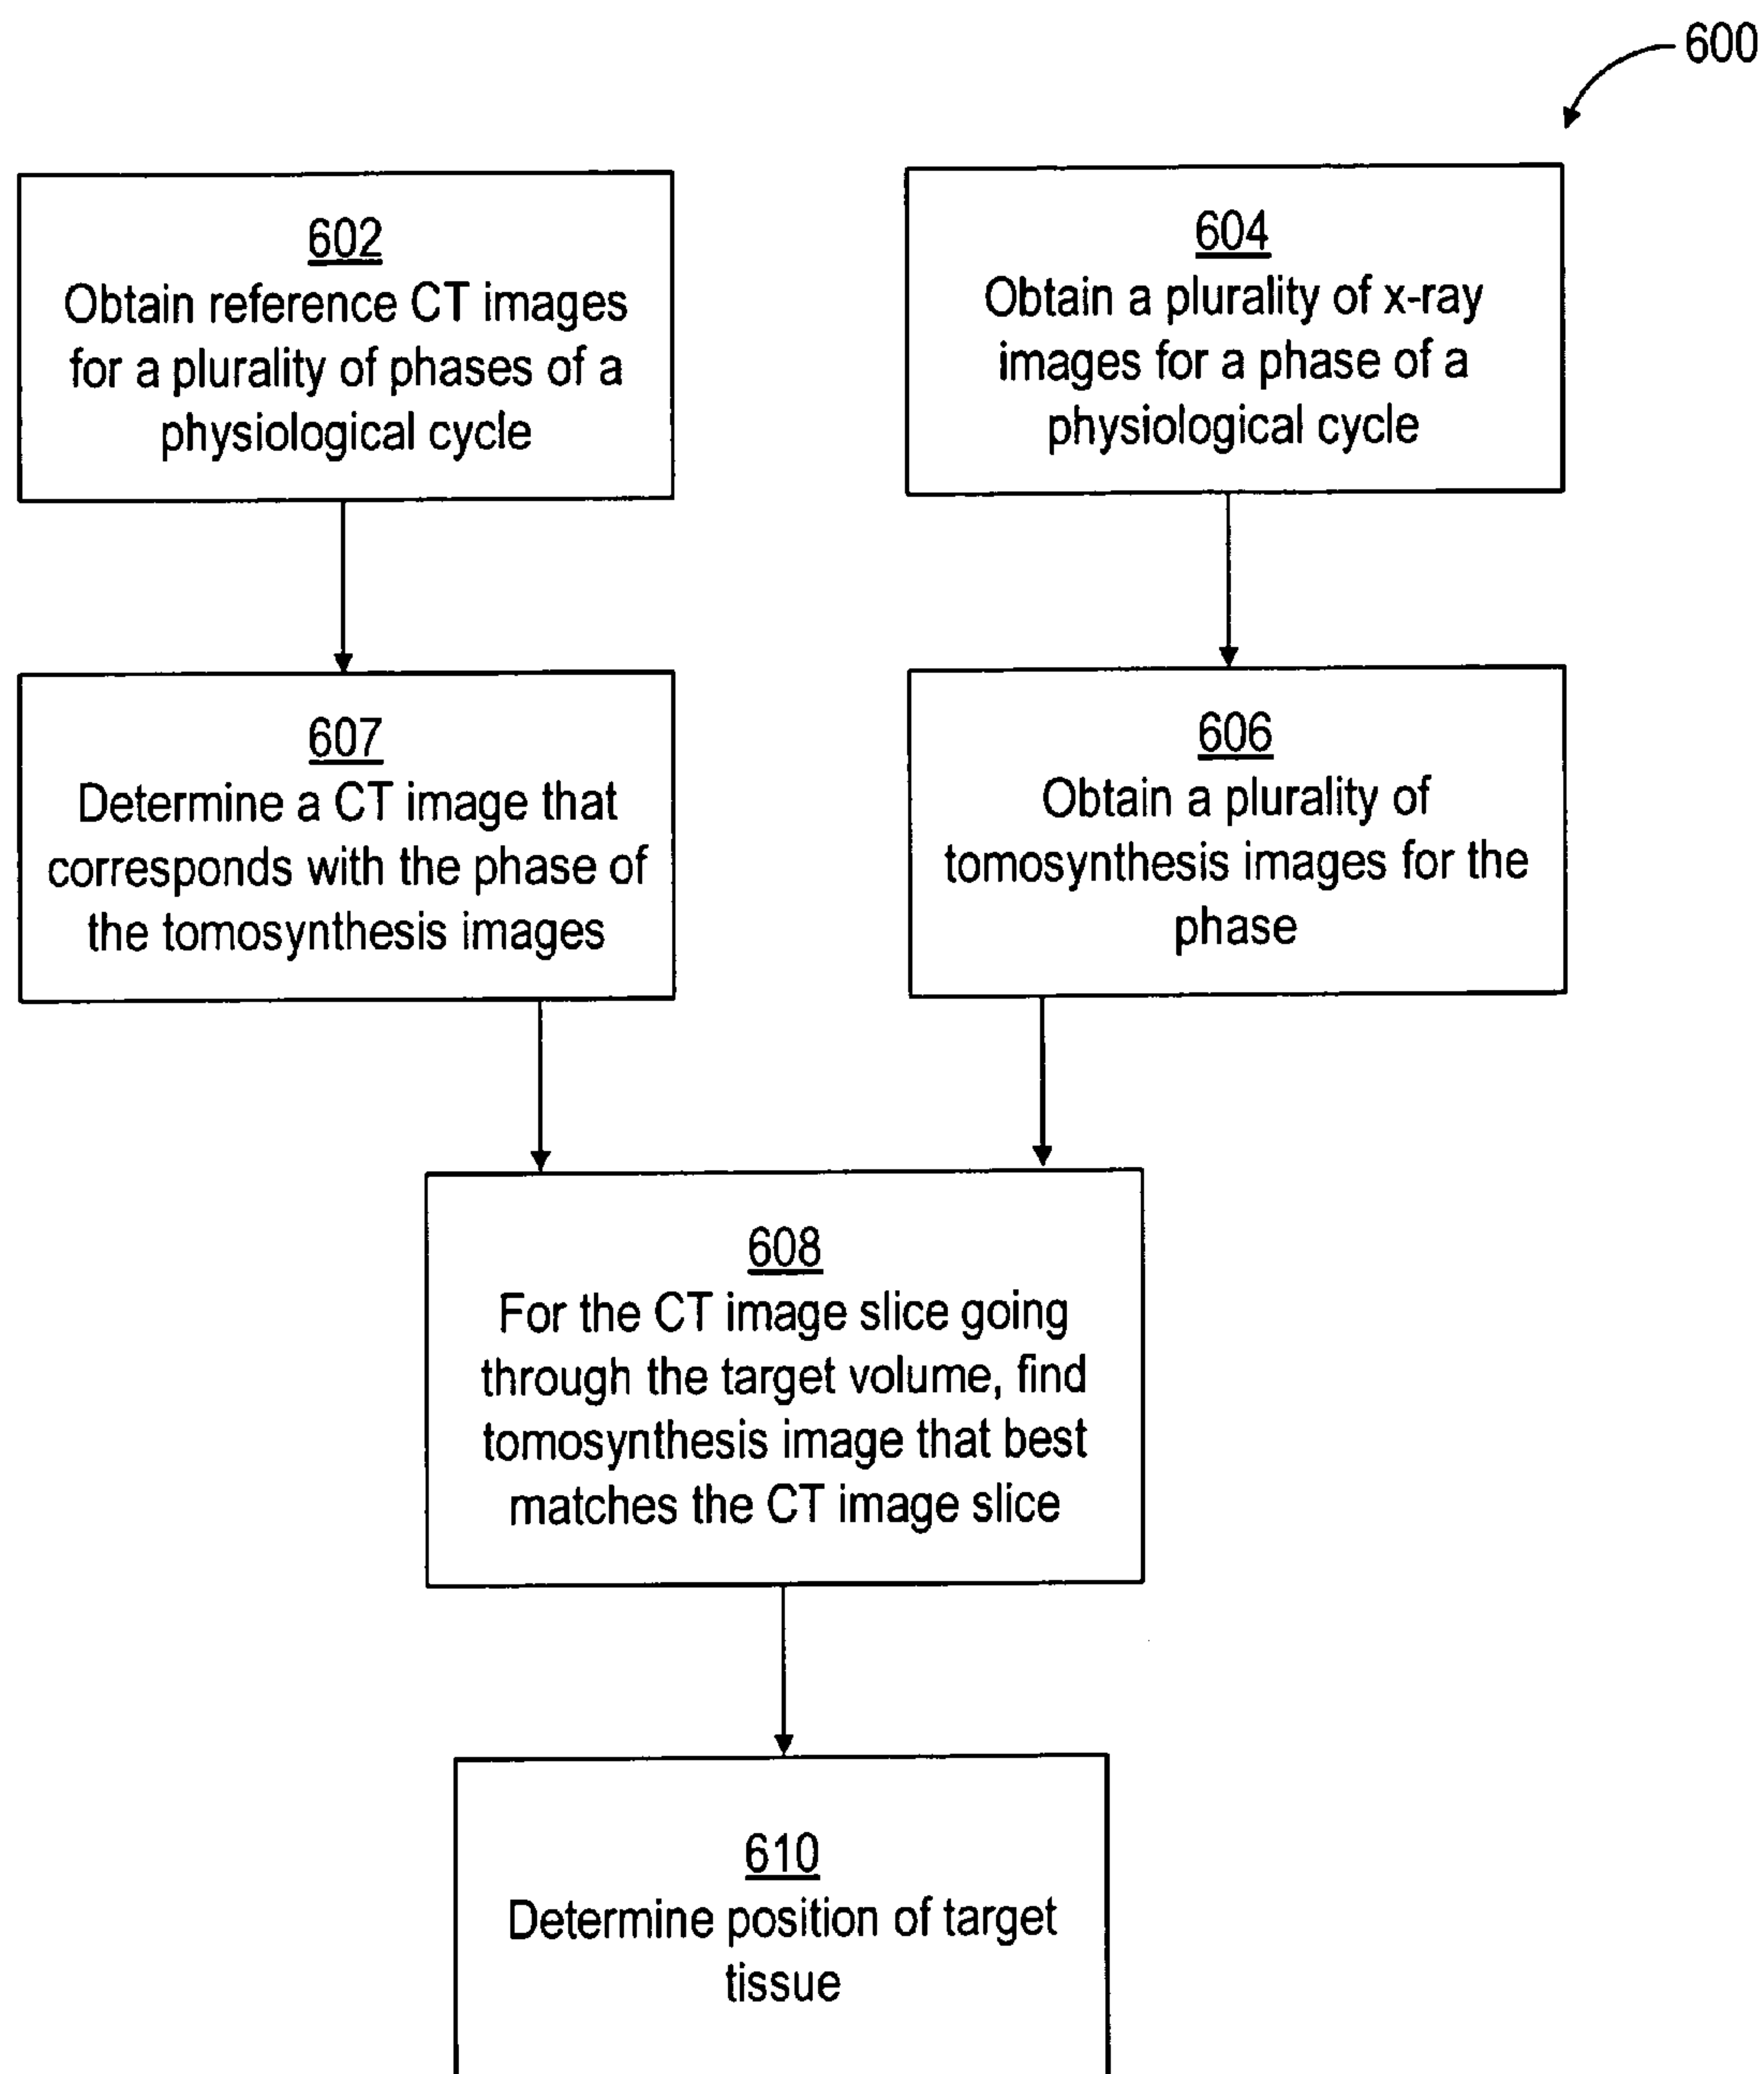 600
602
Obtain reference CT images
for a plurality of phases of a
physiological cycle
604
Obtain a plurality of x-ray
images for a phase of a
physiological cycle
607
Determine a CT image that
corresponds with the phase of
the tomosynthesis images
606
Obtain a plurality of
tomosynthesis images for the
phase
608
For the CT image slice going
through the target volume, find
tomosynthesis image that best
matches the CT image slice
610
Determine position of target
tissue